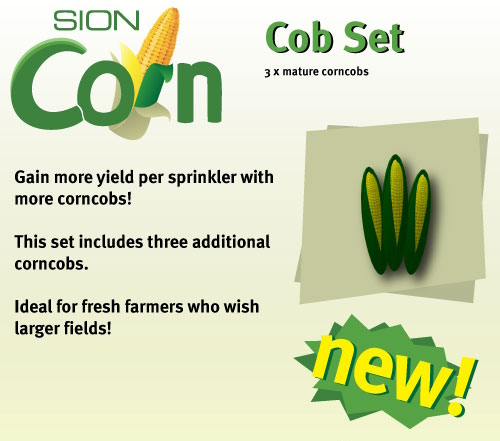 SION
Corn
Cob Set
3 x mature corncobs
Gain more yield per sprinkler with
more corncobs!
This set includes three additional
corncobs.
Ideal for fresh farmers who wish
larger fields!
new!